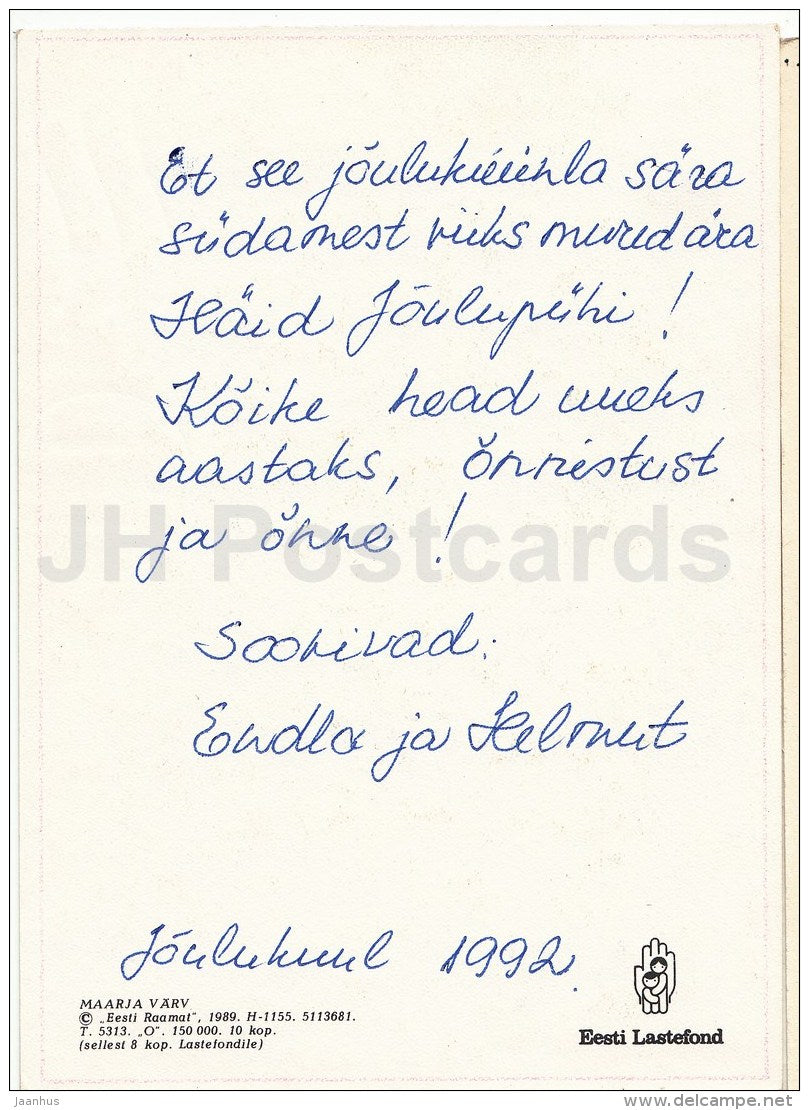 Et see jõuluküünla sära
südamest viiks mured ära
Häid Jõulupühi !
Kõike head uueks
aastaks, õnnistust
ja õnne !
JH Postcards
Soovivad:
Endla ja Helmut
Jõulukuul 1992.
MAARJA VÄRV
© „Eesti Raamat", 1989. H-1155. 5113681.
T. 5313. „O". 150 000. 10 kop.
(sellest 8 kop. Lastefondile)
Eesti Lastefond
Jaanhus
delcampe.net